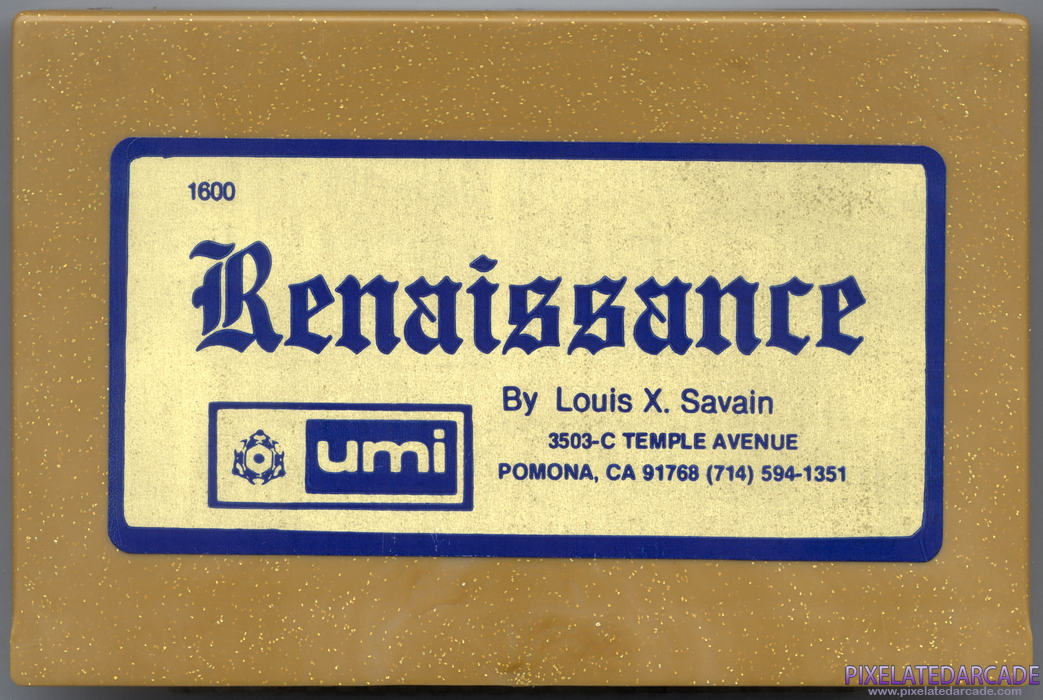 1600
Renaissance
By Louis X. Savain
3503-C TEMPLE AVENUE
POMONA, CA 91768 (714) 594-1351
umi
PIXELATEDARCADE
www.pixelatedarcade.com